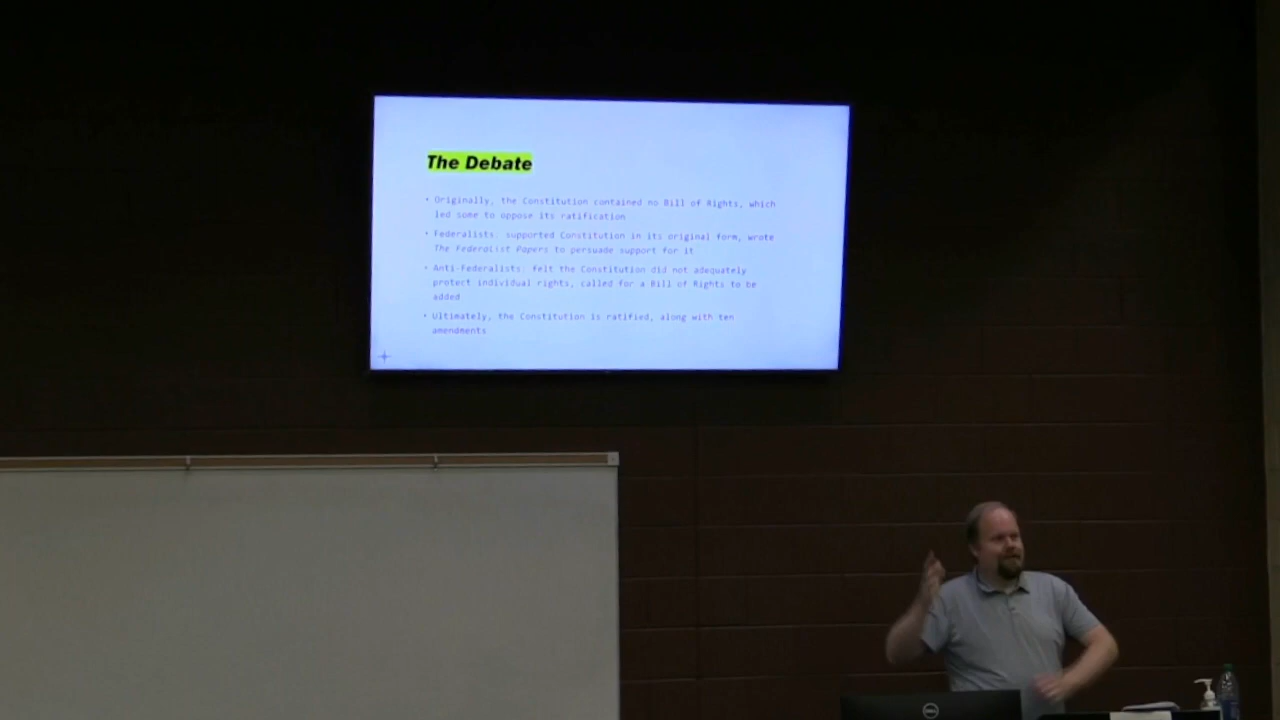 The Debate
• Originally, the Constitution contained no Bill of Rights, which
led some to oppose its ratification
• Federalists: supported Constitution in its original form, wrote
The Federalist Papers to persuade support for it
• Anti-Federalists: felt the Constitution did not adequately
protect individual rights, called for a Bill of Rights to be
added
• Ultimately, the Constitution is ratified, along with ten
amendments
DELL